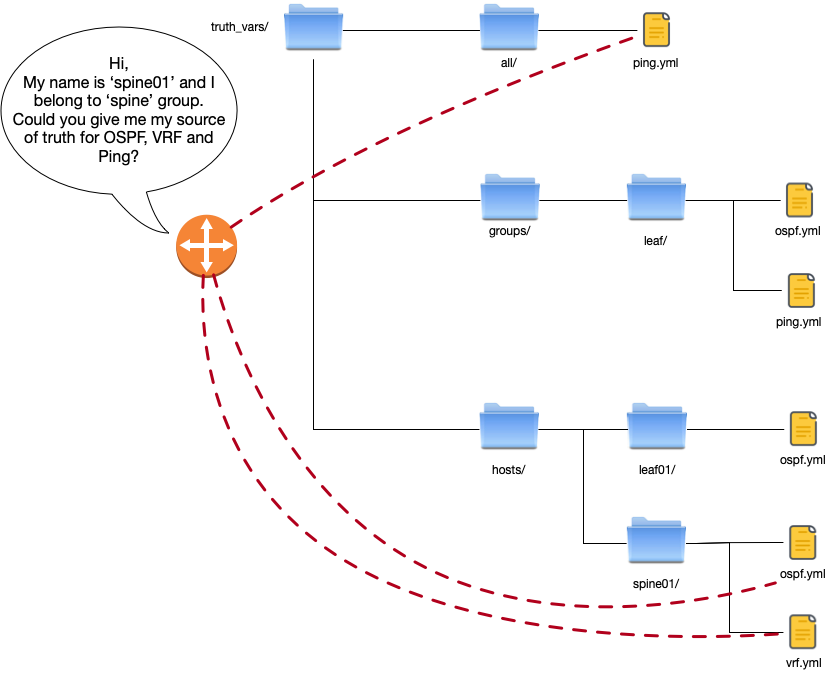 truth_vars/
all/
ping.yml
Hi,
My name is ‘spine01’ and I
belong to ‘spine’ group.
Could you give me my source
of truth for OSPF, VRF and
Ping?
groups/
leaf/
ospf.yml
ping.yml
hosts/
leaf01/
ospf.yml
spine01/
ospf.yml
vrf.yml